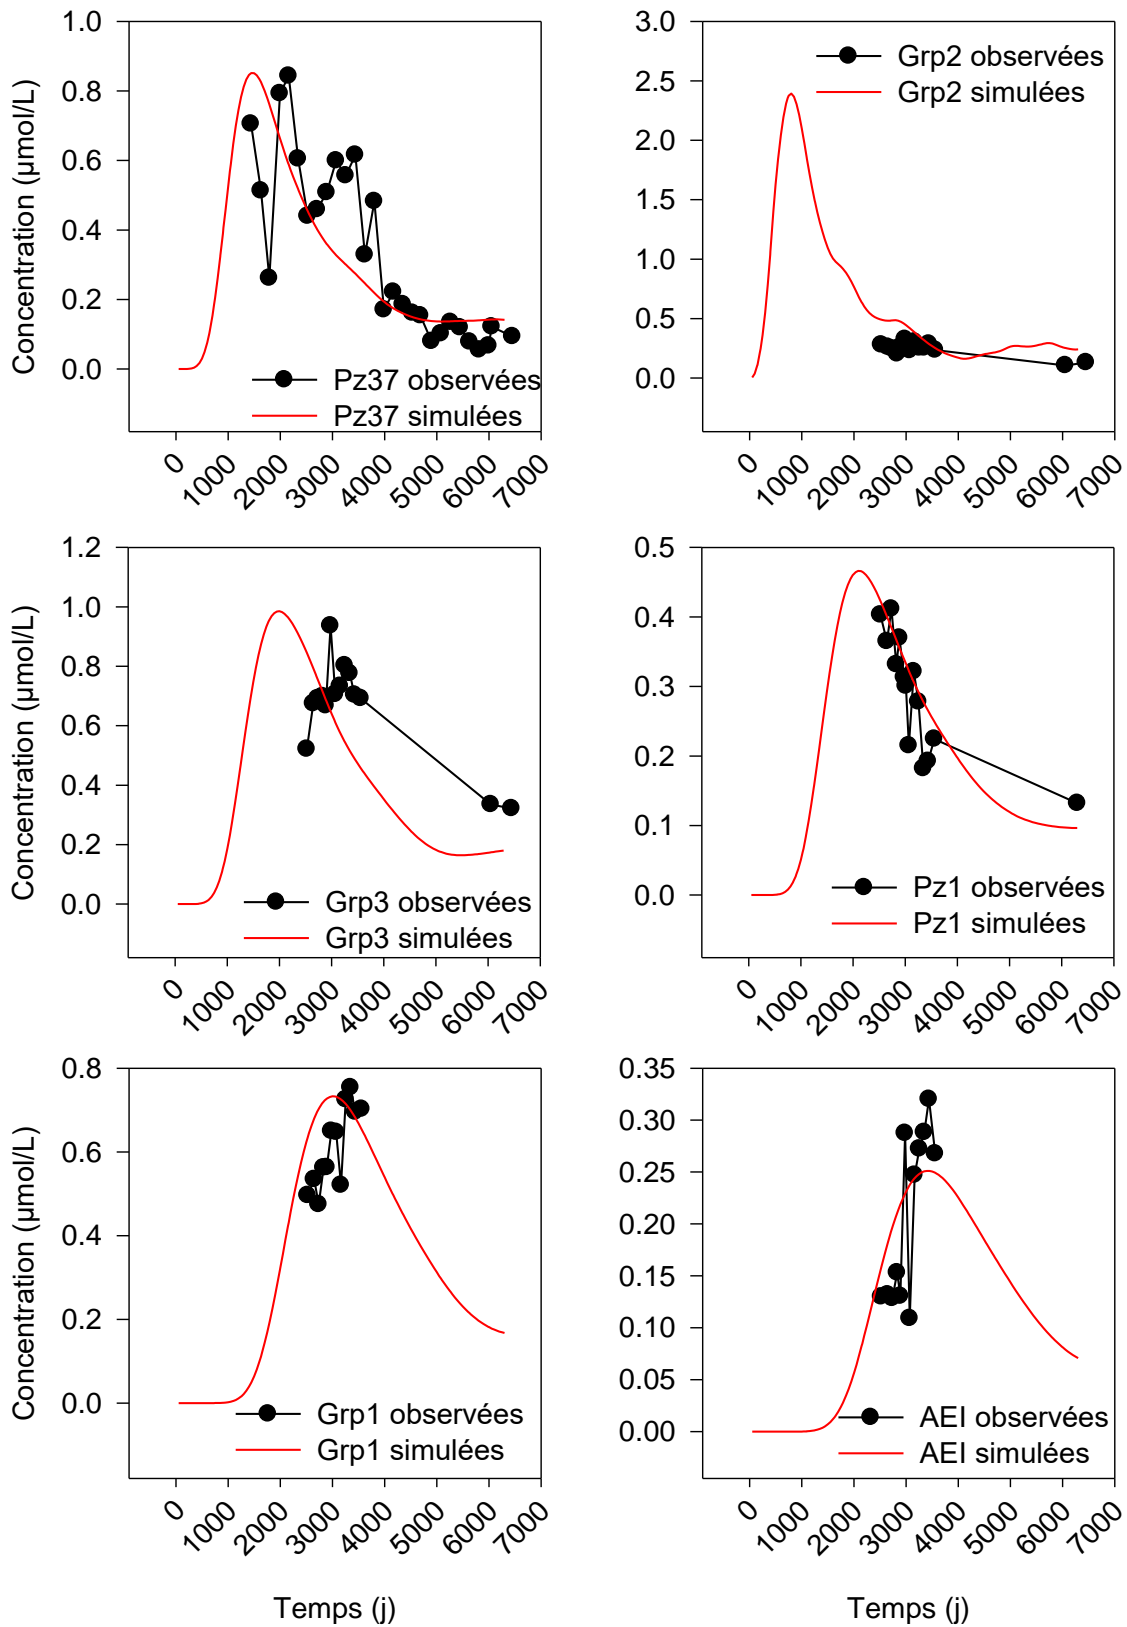 Concentration (µmol/L)
1.0
0.8
0.6
0.4
0.2
0.0
Pz37 observées
Pz37 simulées
0 1000 2000 3000 4000 5000 6000 7000
3.0
2.5
2.0
1.5
1.0
0.5
0.0
Grp2 observées
Grp2 simulées
0 1000 2000 3000 4000 5000 6000 7000
Concentration (µmol/L)
1.2
1.0
0.8
0.6
0.4
0.2
0.0
Grp3 observées
Grp3 simulées
0 1000 2000 3000 4000 5000 6000 7000
0.5
0.4
0.3
0.2
0.1
0.0
Pz1 observées
Pz1 simulées
0 1000 2000 3000 4000 5000 6000 7000
Concentration (µmol/L)
0.8
0.6
0.4
0.2
0.0
Grp1 observées
Grp1 simulées
0 1000 2000 3000 4000 5000 6000 7000
Temps (j)
0.35
0.30
0.25
0.20
0.15
0.10
0.05
0.00
AEI observées
AEI simulées
0 1000 2000 3000 4000 5000 6000 7000
Temps (j)